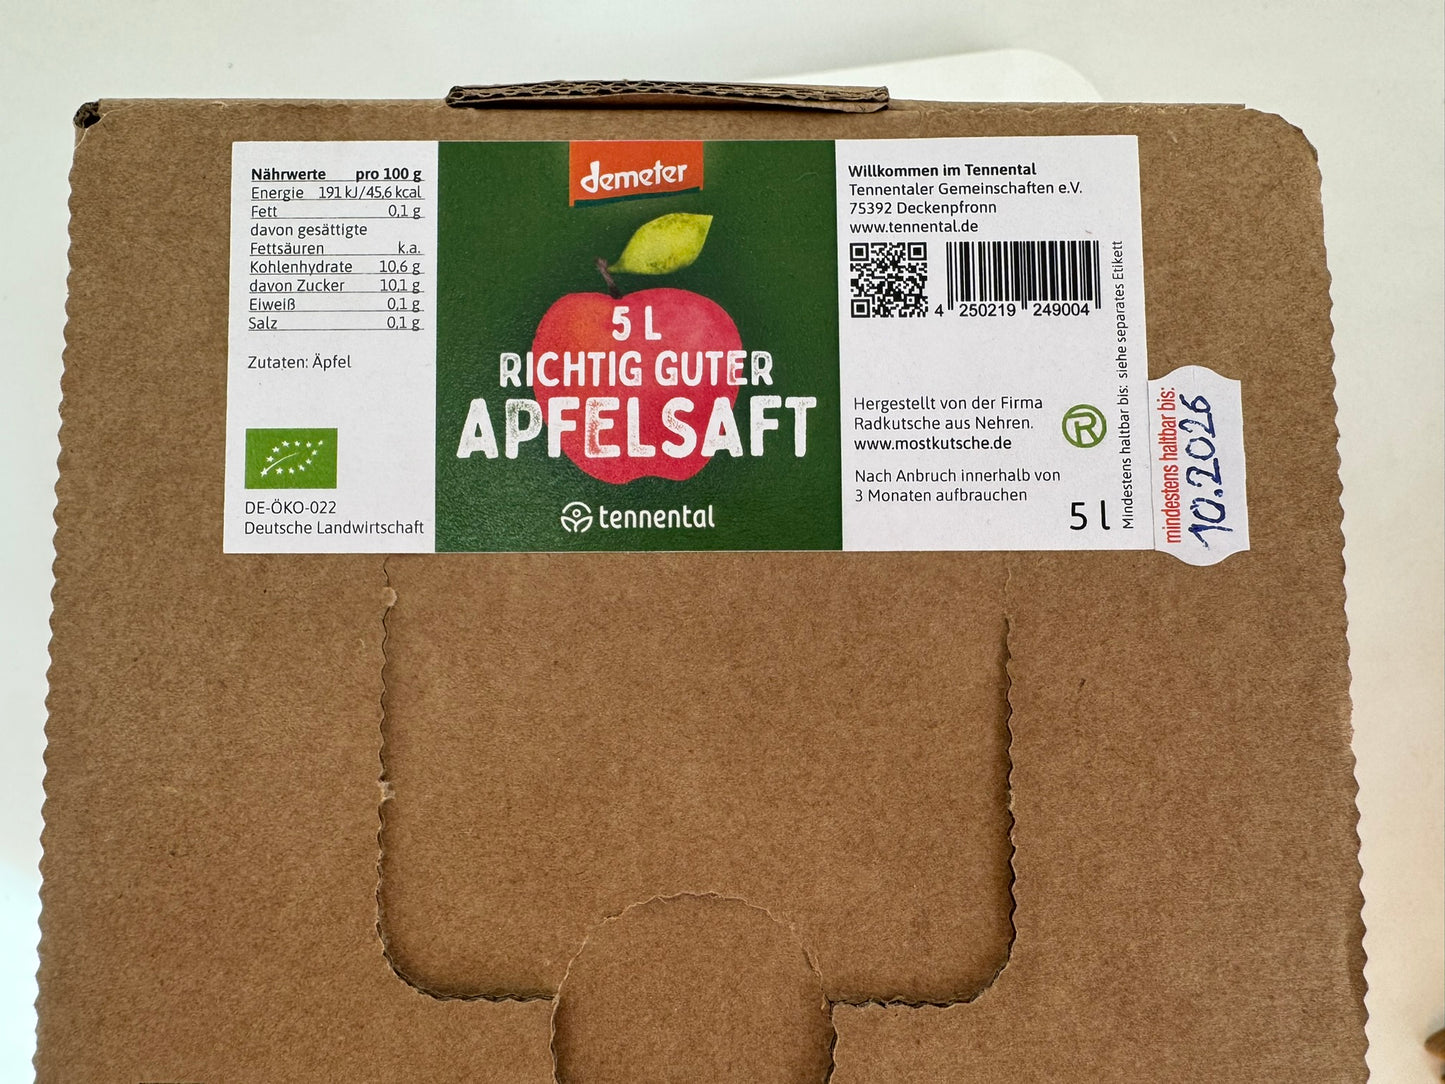 Nährwerte pro 100 g
Energie 191 kJ/45,6 kcal
Fett 0,1 g
davon gesättigte
Fettsäuren k.a.
Kohlenhydrate 10,6 g
davon Zucker 10,1 g
Eiweiß 0,1 g
Salz 0,1 g
Zutaten: Äpfel
DE-ÖKO-022
Deutsche Landwirtschaft
demeter
5 L
RICHTIG GUTER
APFELSAFT
tennental
Willkommen im Tennental
Tennentaler Gemeinschaften e.V.
75392 Deckenpfronn
www.tennental.de
4 250219 249004
Hergestellt von der Firma
Radkutsche aus Nehren.
www.mostkutsche.de
R
Nach Anbruch innerhalb von
3 Monaten aufbrauchen
5 l
Mindestens haltbar bis: siehe separates Etikett
mindestens haltbar bis:
10.2026